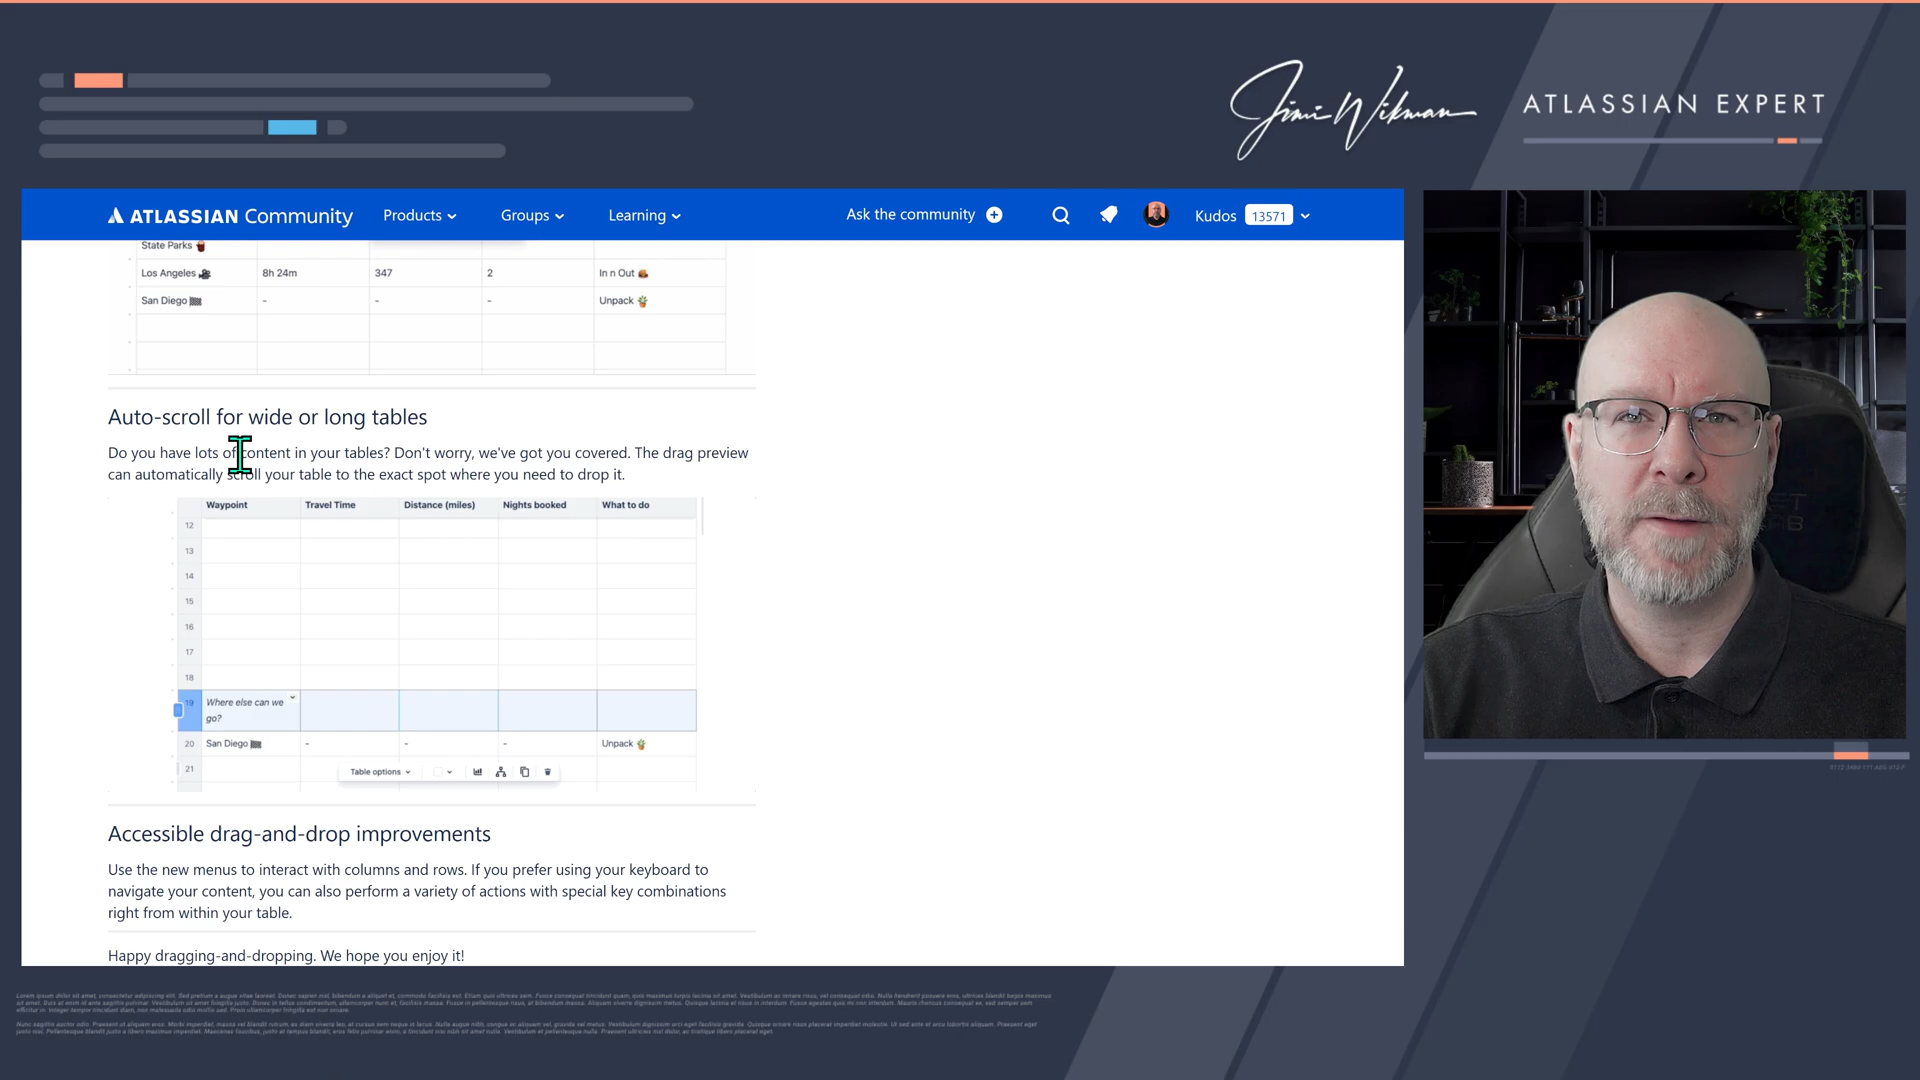 Jimi Wikman
ATLASSIAN EXPERT
ATLASSIAN Community
Products
Groups
Learning
Ask the community
Kudos
13571
State Parks
Los Angeles 8h 24m 347 2 In n Out
San Diego - - - Unpack
Auto-scroll for wide or long tables
Do you have lots of content in your tables? Don't worry, we've got you covered. The drag preview
can automatically scroll your table to the exact spot where you need to drop it.
Waypoint Travel Time Distance (miles) Nights booked What to do
12
13
14
15
16
17
18
19 Where else can we
go?
20 San Diego - - - Unpack
21
Table options
Accessible drag-and-drop improvements
Use the new menus to interact with columns and rows. If you prefer using your keyboard to
navigate your content, you can also perform a variety of actions with special key combinations
right from within your table.
Happy dragging-and-dropping. We hope you enjoy it!